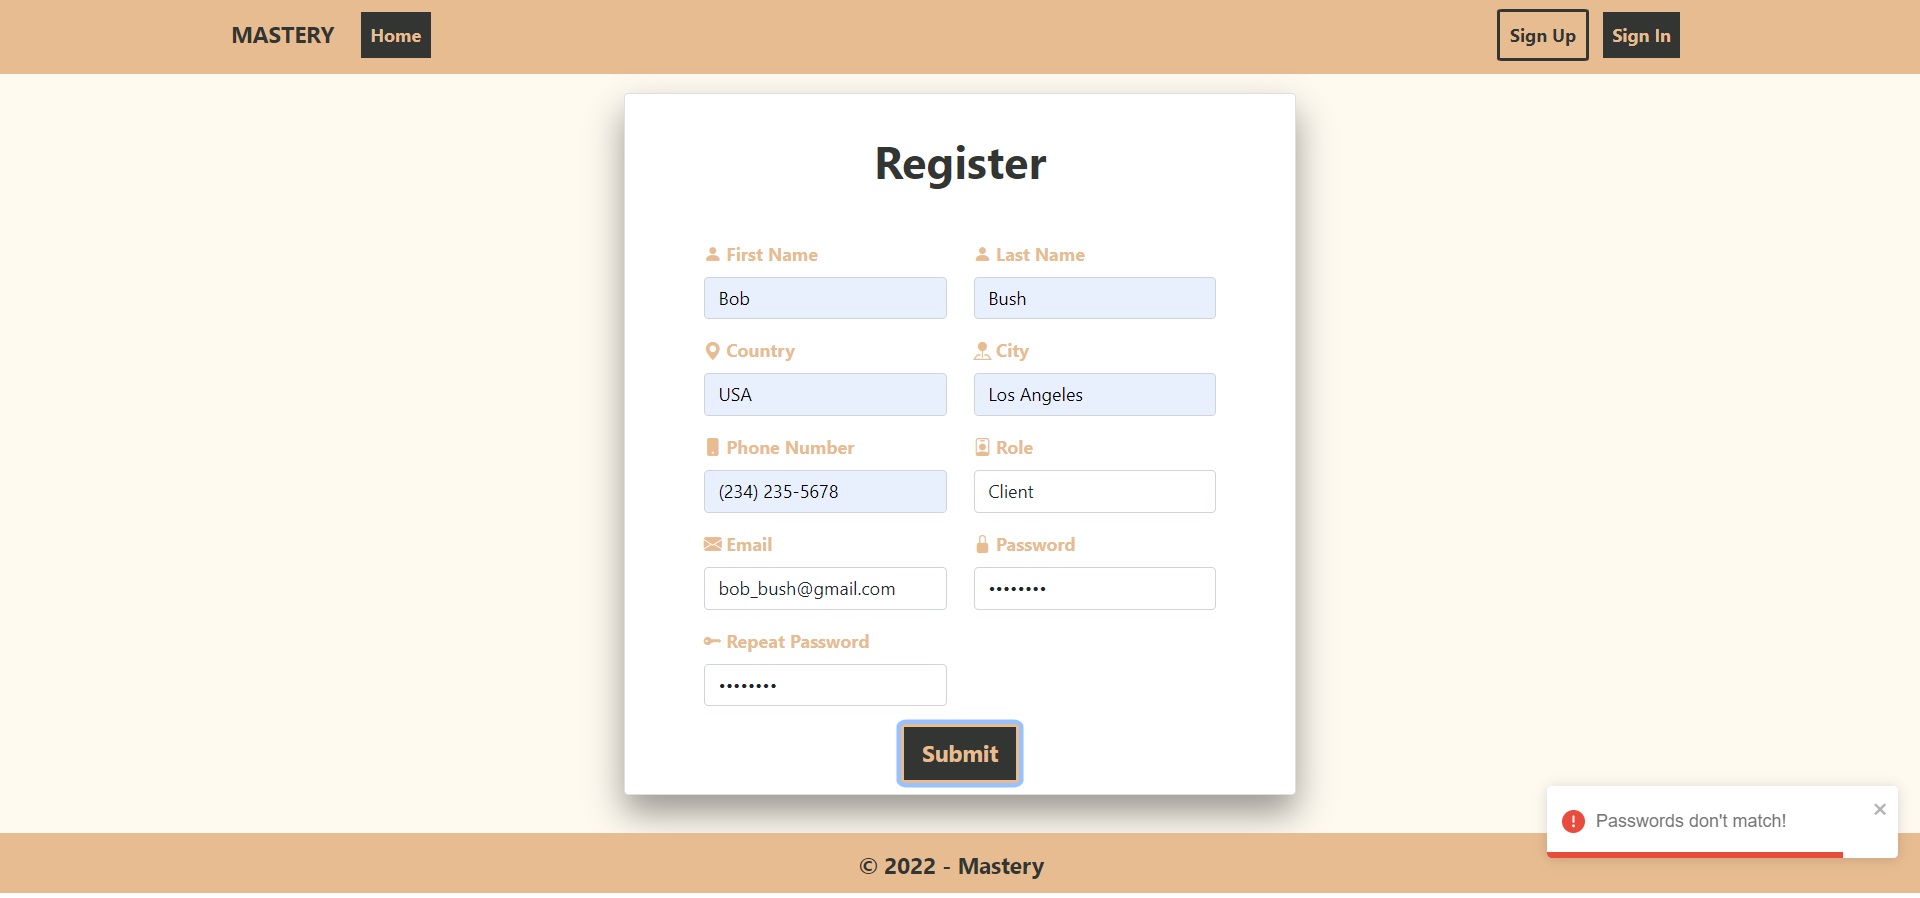 MASTERY Home Sign Up Sign In
Register
First Name Last Name
Bob Bush
Country City
USA Los Angeles
Phone Number Role
(234) 235-5678 Client
Email Password
bob_bush@gmail.com ••••••••
Repeat Password
••••••••
Submit
Passwords don't match!
© 2022 - Mastery